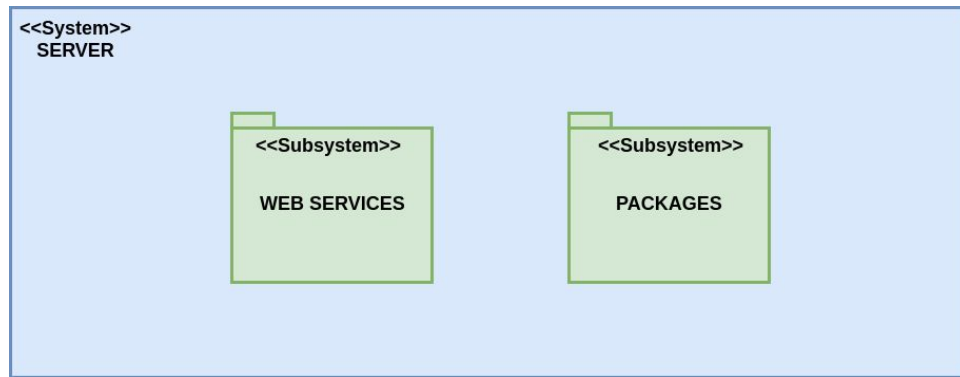 <<System>>
SERVER
<<Subsystem>>
WEB SERVICES
<<Subsystem>>
PACKAGES